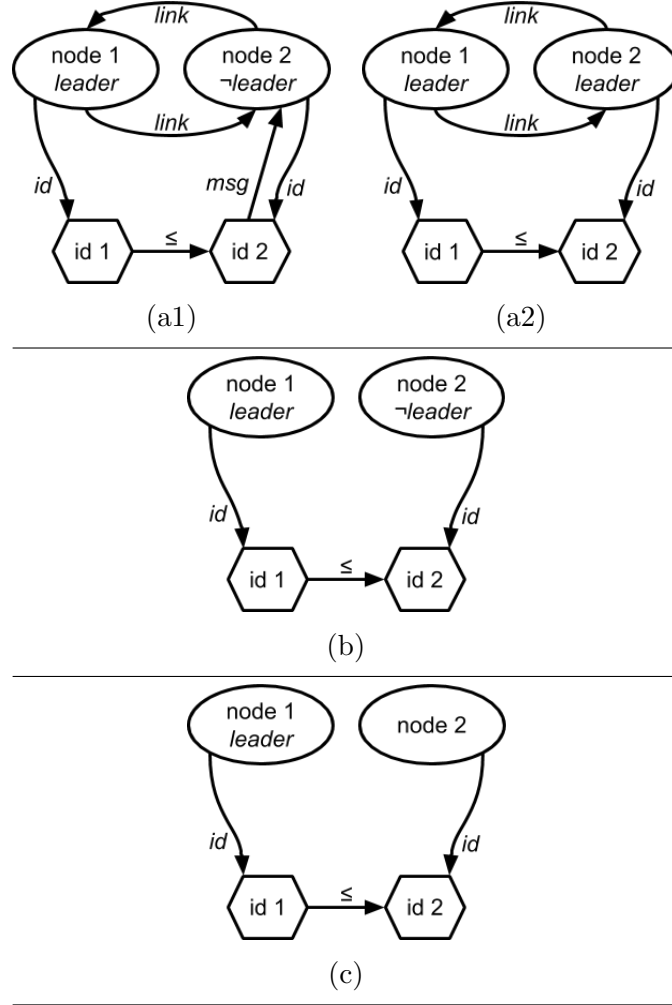 link link
node 1 node 2 node 1 node 2
leader ¬leader leader leader
link link
msg
id id id id
≤ ≤
id 1 id 2 id 1 id 2
(a1) (a2)
node 1 node 2
leader ¬leader
id id
≤
id 1 id 2
(b)
node 1
leader node 2
id id
≤
id 1 id 2
(c)